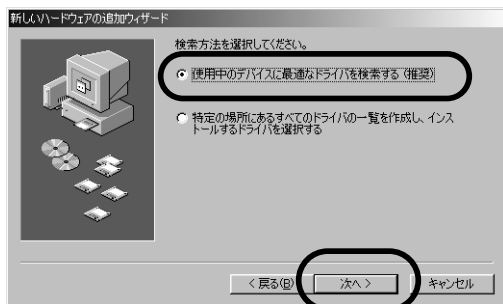 新しいハードウェアの追加ウィザード
検索方法を選択してください。
使用中のデバイスに最適なドライバを検索する（推奨）
特定の場所にあるすべてのドライバの一覧を作成し、インス
トールするドライバを選択する
< 戻る(B)
次へ >
キャンセル